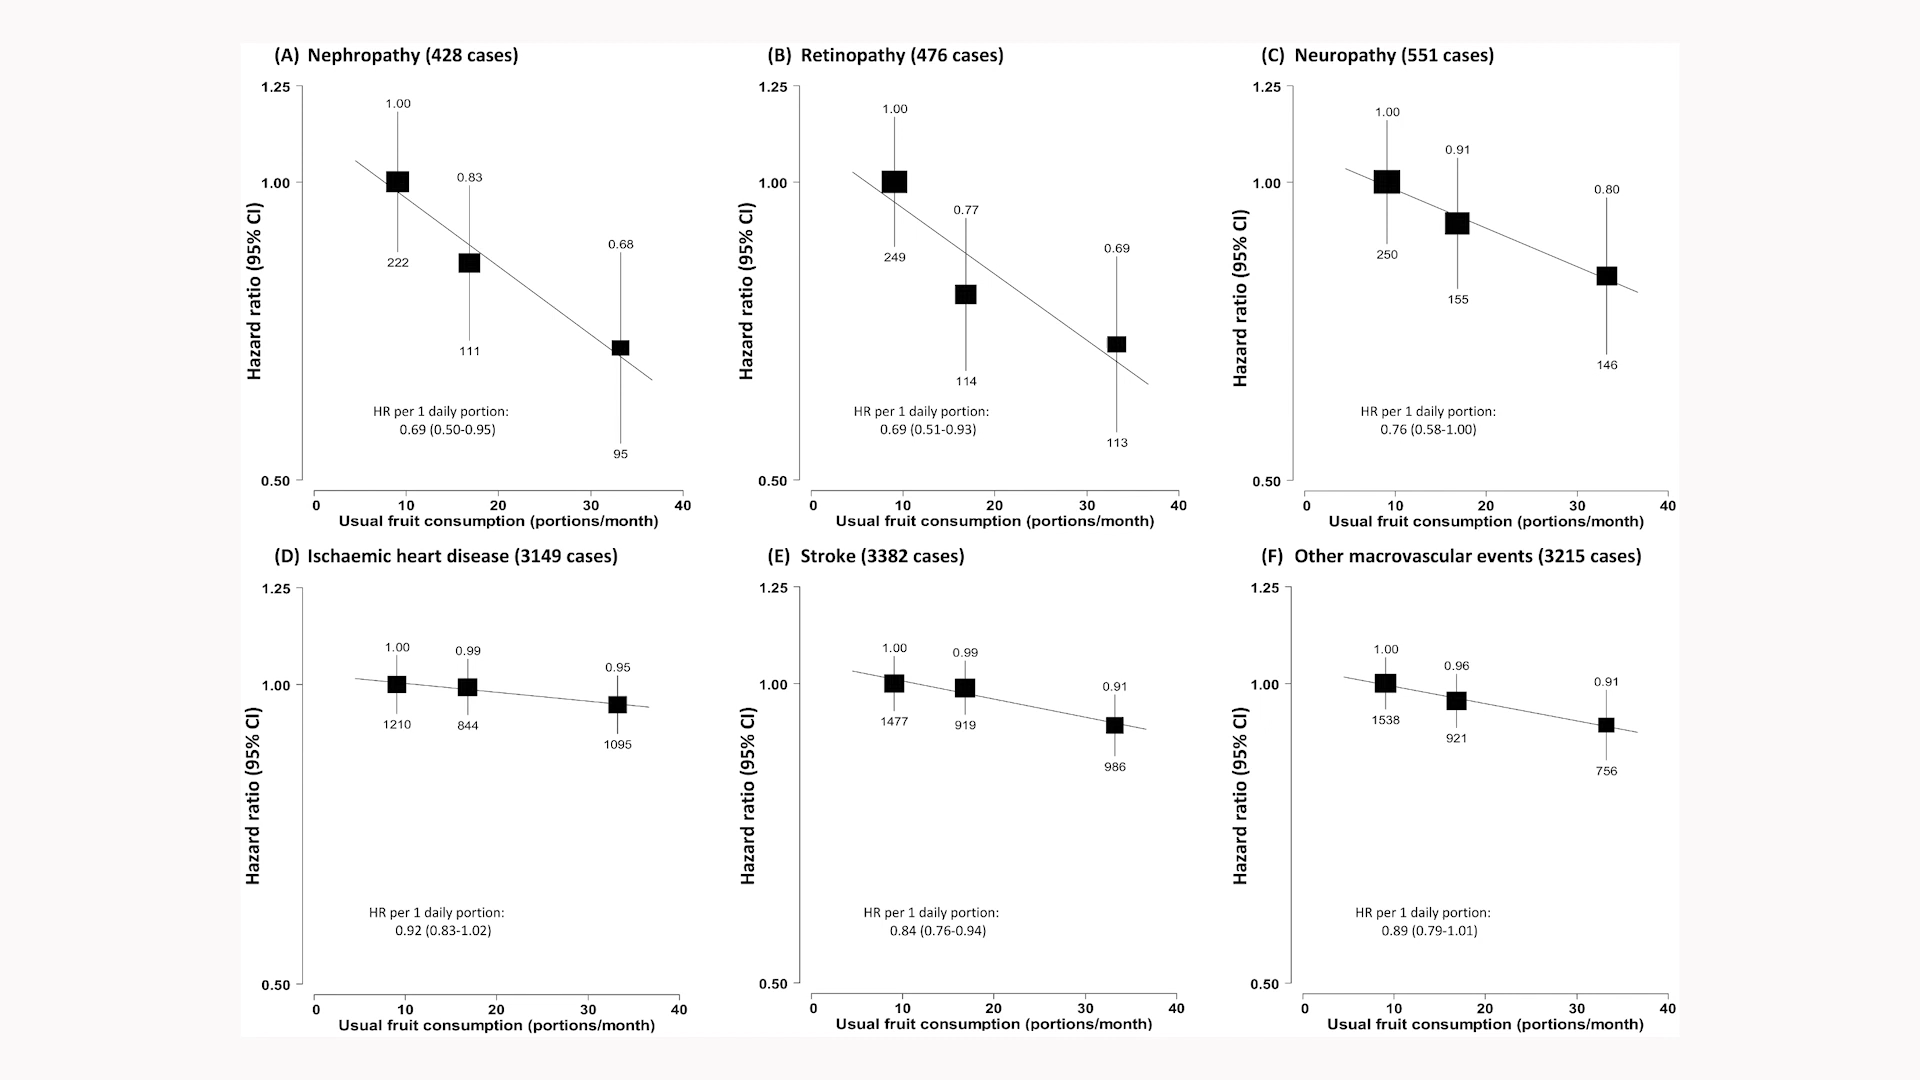 (A) Nephropathy (428 cases)
1.25
1.00
0.50
Hazard ratio (95% CI)
1.00
222
0.83
111
0.68
95
HR per 1 daily portion:
0.69 (0.50-0.95)
0 10 20 30 40
Usual fruit consumption (portions/month)
(B) Retinopathy (476 cases)
1.25
1.00
0.50
Hazard ratio (95% CI)
1.00
249
0.77
114
0.69
113
HR per 1 daily portion:
0.69 (0.51-0.93)
0 10 20 30 40
Usual fruit consumption (portions/month)
(C) Neuropathy (551 cases)
1.25
1.00
0.50
Hazard ratio (95% CI)
1.00
250
0.91
155
0.80
146
HR per 1 daily portion:
0.76 (0.58-1.00)
0 10 20 30 40
Usual fruit consumption (portions/month)
(D) Ischaemic heart disease (3149 cases)
1.25
1.00
0.50
Hazard ratio (95% CI)
1.00
1210
0.99
844
0.95
1095
HR per 1 daily portion:
0.92 (0.83-1.02)
0 10 20 30 40
Usual fruit consumption (portions/month)
(E) Stroke (3382 cases)
1.25
1.00
0.50
Hazard ratio (95% CI)
1.00
1477
0.99
919
0.91
986
HR per 1 daily portion:
0.84 (0.76-0.94)
0 10 20 30 40
Usual fruit consumption (portions/month)
(F) Other macrovascular events (3215 cases)
1.25
1.00
0.50
Hazard ratio (95% CI)
1.00
1538
0.96
921
0.91
756
HR per 1 daily portion:
0.89 (0.79-1.01)
0 10 20 30 40
Usual fruit consumption (portions/month)